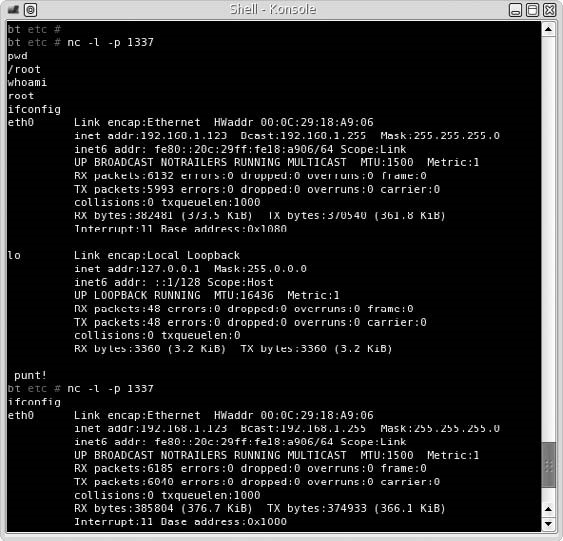 Shell - Konsole
bt etc #
bt etc # nc -l -p 1337
pwd
/root
whoami
root
ifconfig
eth0 Link encap:Ethernet HWaddr 00:0C:29:18:A9:06
inet addr:192.168.1.123 Bcast:192.168.1.255 Mask:255.255.255.0
inet6 addr: fe80::20c:29ff:fe18:a906/64 Scope:Link
UP BROADCAST NOTRAILERS RUNNING MULTICAST MTU:1500 Metric:1
RX packets:6132 errors:0 dropped:0 overruns:0 frame:0
TX packets:5993 errors:0 dropped:0 overruns:0 carrier:0
collisions:0 txqueuelen:1000
RX bytes:382481 (373.5 KiB) TX bytes:370540 (361.8 KiB)
Interrupt:11 Base address:0x1080
lo Link encap:Local Loopback
inet addr:127.0.0.1 Mask:255.0.0.0
inet6 addr: ::1/128 Scope:Host
UP LOOPBACK RUNNING MTU:16436 Metric:1
RX packets:48 errors:0 dropped:0 overruns:0 frame:0
TX packets:48 errors:0 dropped:0 overruns:0 carrier:0
collisions:0 txqueuelen:0
RX bytes:3360 (3.2 KiB) TX bytes:3360 (3.2 KiB)
punt!
bt etc # nc -l -p 1337
ifconfig
eth0 Link encap:Ethernet HWaddr 00:0C:29:18:A9:06
inet addr:192.168.1.123 Bcast:192.168.1.255 Mask:255.255.255.0
inet6 addr: fe80::20c:29ff:fe18:a906/64 Scope:Link
UP BROADCAST NOTRAILERS RUNNING MULTICAST MTU:1500 Metric:1
RX packets:6185 errors:0 dropped:0 overruns:0 frame:0
TX packets:6040 errors:0 dropped:0 overruns:0 carrier:0
collisions:0 txqueuelen:1000
RX bytes:385804 (376.7 KiB) TX bytes:374933 (366.1 KiB)
Interrupt:11 Base address:0x1000